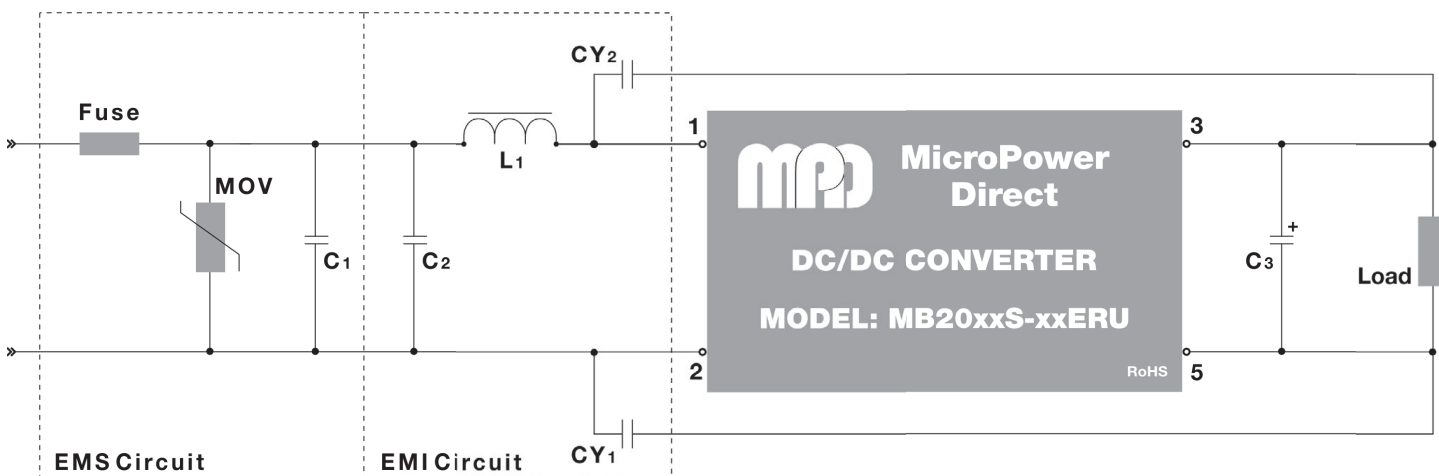 CY2
Fuse
1
3
L1
MPD
MicroPower
Direct
MOV
C1
C2
DC/DC CONVERTER
C3
+
Load
MODEL: MB20xxS-xxERU
2
RoHS
5
CY1
EMS Circuit
EMI Circuit